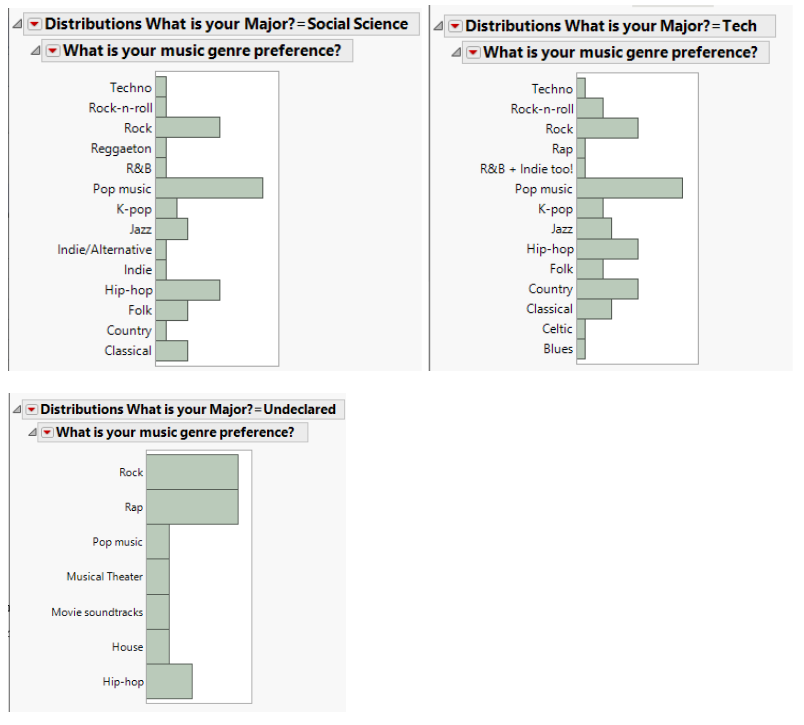 Distributions What is your Major?=Social Science
What is your music genre preference?
Techno
Rock-n-roll
Rock
Reggaeton
R&B
Pop music
K-pop
Jazz
Indie/Alternative
Indie
Hip-hop
Folk
Country
Classical
Distributions What is your Major?=Tech
What is your music genre preference?
Techno
Rock-n-roll
Rock
Rap
R&B + Indie too!
Pop music
K-pop
Jazz
Hip-hop
Folk
Country
Classical
Celtic
Blues
Distributions What is your Major?=Undeclared
What is your music genre preference?
Rock
Rap
Pop music
Musical Theater
Movie soundtracks
House
Hip-hop